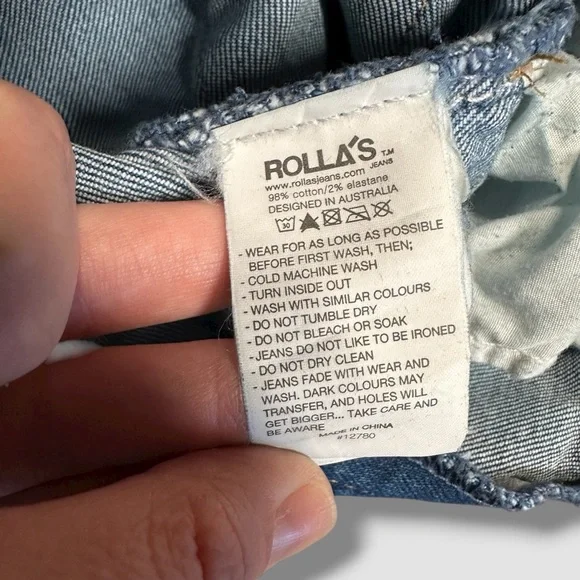 ROLLA'S TM
JEANS
www.rollasjeans.com
98% cotton/2% elastane
DESIGNED IN AUSTRALIA
30
- WEAR FOR AS LONG AS POSSIBLE
BEFORE FIRST WASH, THEN;
- COLD MACHINE WASH
- TURN INSIDE OUT
- WASH WITH SIMILAR COLOURS
- DO NOT TUMBLE DRY
- DO NOT BLEACH OR SOAK
- JEANS DO NOT LIKE TO BE IRONED
- DO NOT DRY CLEAN
- JEANS FADE WITH WEAR AND
WASH. DARK COLOURS MAY
TRANSFER, AND HOLES WILL
GET BIGGER... TAKE CARE AND
BE AWARE
MADE IN CHINA
#12780